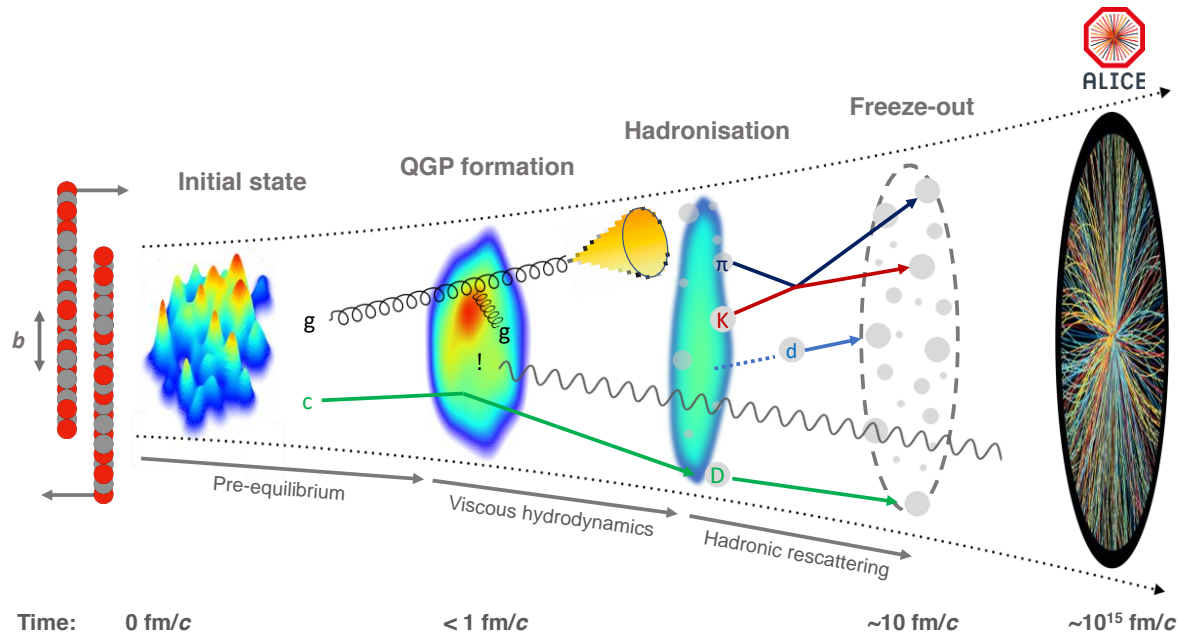 ALICE
Freeze-out
Hadronisation
QGP formation
Initial state
b
g
g
!
c
π
K
d
D
Pre-equilibrium
Viscous hydrodynamics
Hadronic rescattering
Time: 0 fm/c < 1 fm/c ~10 fm/c ~10¹⁵ fm/c